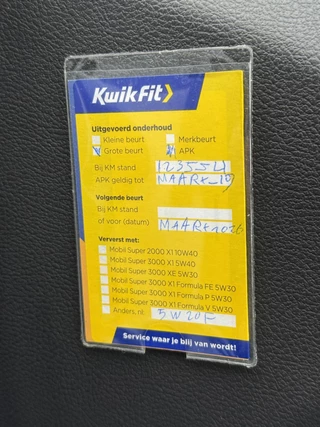 KwikFit
Uitgevoerd onderhoud
Kleine beurt Merkbeurt
Grote beurt APK
Bij KM stand 123554
APK geldig tot MAART
Volgende beurt
Bij KM stand
of voor (datum) MAART 2026
Ververst met:
Mobil Super 2000 X1 10W40
Mobil Super 3000 X1 5W40
Mobil Super 3000 XE 5W30
Mobil Super 3000 X1 Formula FE 5W30
Mobil Super 3000 X1 Formula P 5W30
Mobil Super 3000 X1 Formula V 5W30
Anders, nl: 5W20
Service waar je blij van wordt!